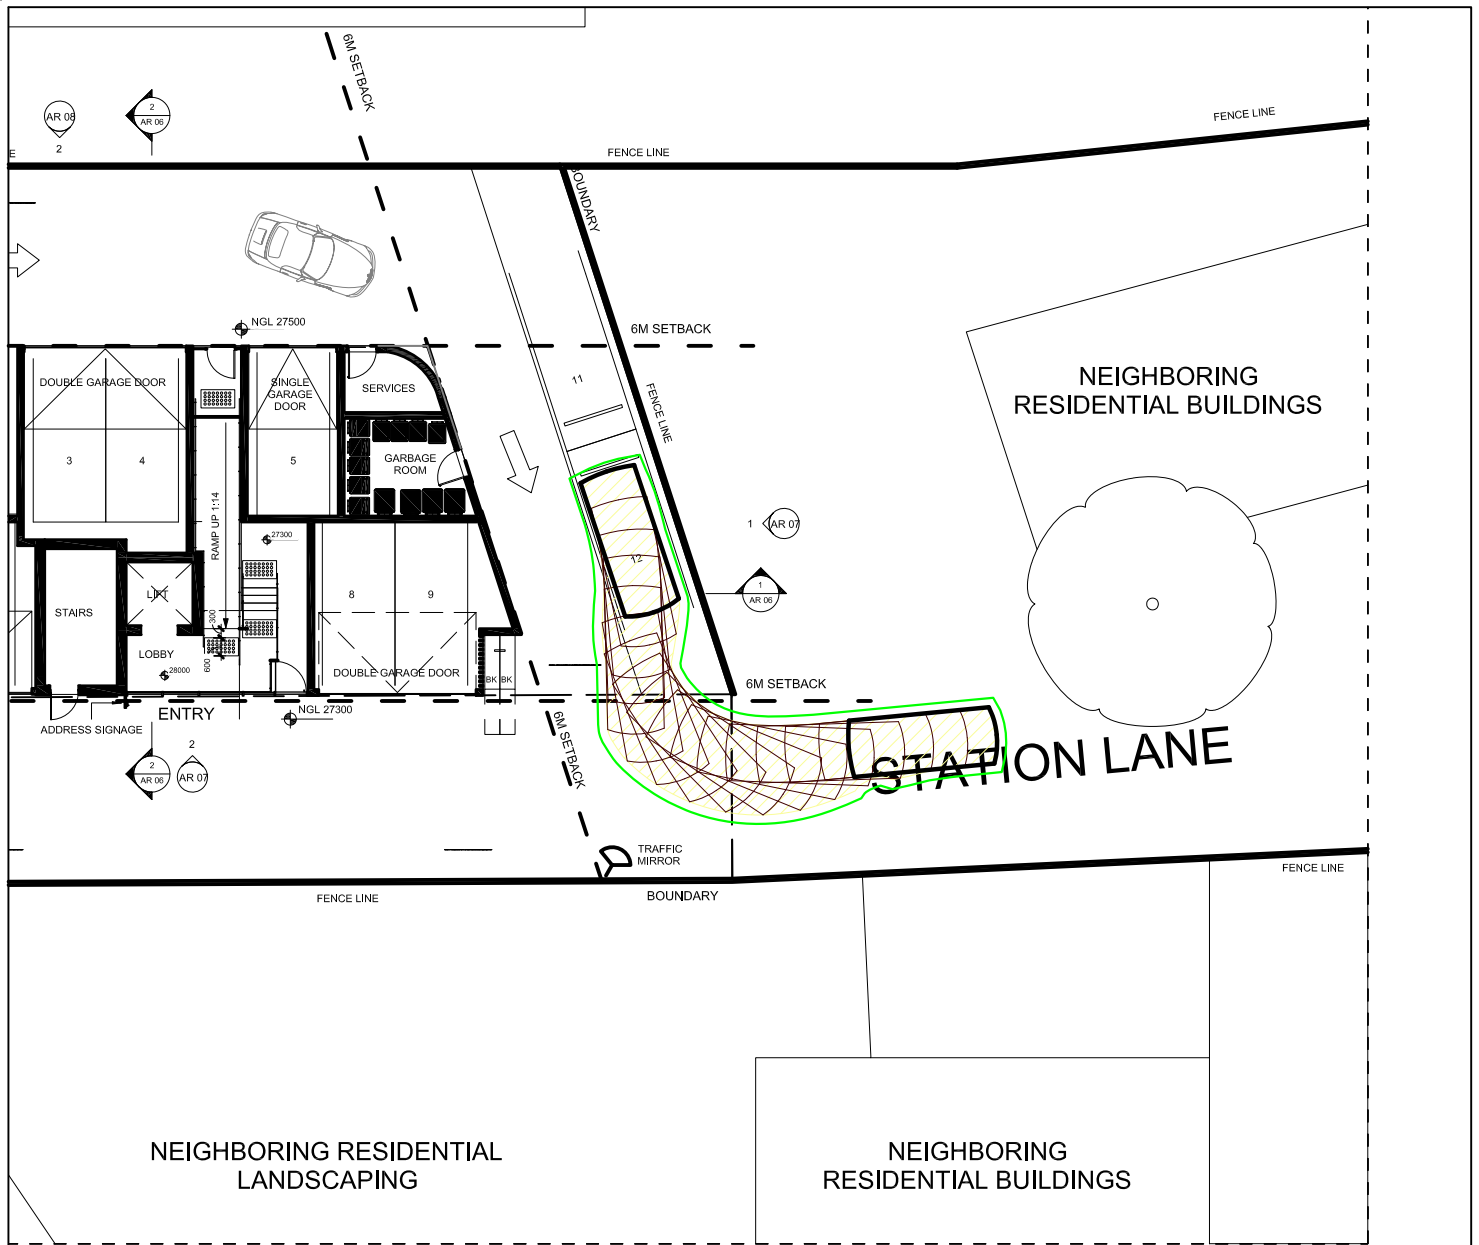 6M SETBACK
AR 08
2
2
AR 06
E
FENCE LINE
FENCE LINE
BOUNDARY
NGL 27500
6M SETBACK
DOUBLE GARAGE DOOR
SINGLE
GARAGE
DOOR
SERVICES
11
FENCE LINE
NEIGHBORING
RESIDENTIAL BUILDINGS
3
4
5
GARBAGE
ROOM
RAMP UP 1:14
27300
1
AR 07
12
1
AR 06
STAIRS
LIFT
8
9
300
LOBBY
600
28000
DOUBLE GARAGE DOOR
BK
BK
6M SETBACK
ENTRY
NGL 27300
ADDRESS SIGNAGE
6M SETBACK
2
AR 06
2
AR 07
STATION LANE
TRAFFIC
MIRROR
FENCE LINE
BOUNDARY
FENCE LINE
NEIGHBORING RESIDENTIAL
LANDSCAPING
NEIGHBORING
RESIDENTIAL BUILDINGS